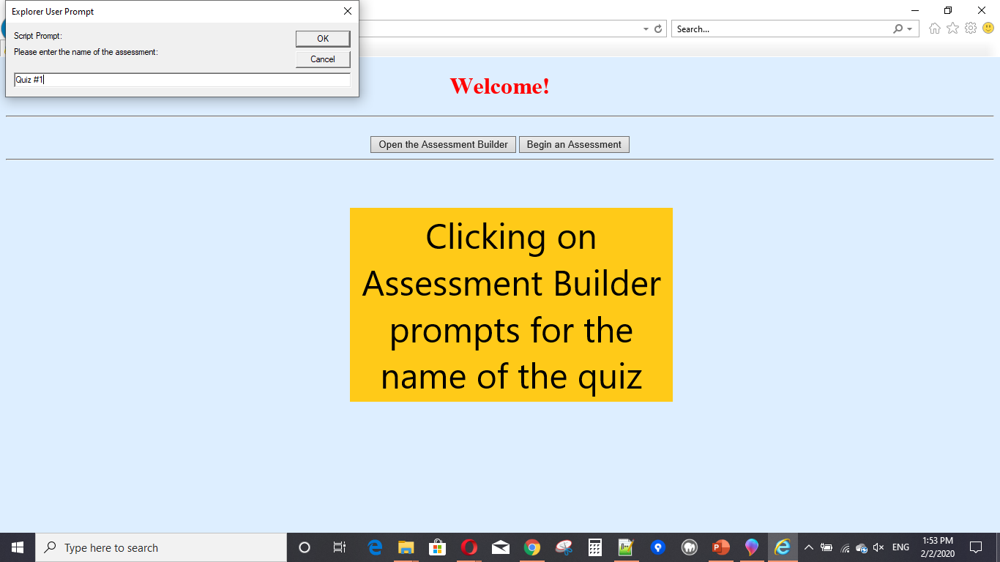 Explorer User Prompt
Script Prompt:
OK
Please enter the name of the assessment:
Cancel
Quiz #1
Search...
Welcome!
Open the Assessment Builder Begin an Assessment
Clicking on
Assessment Builder
prompts for the
name of the quiz
Type here to search
ENG
1:53 PM
2/2/2020